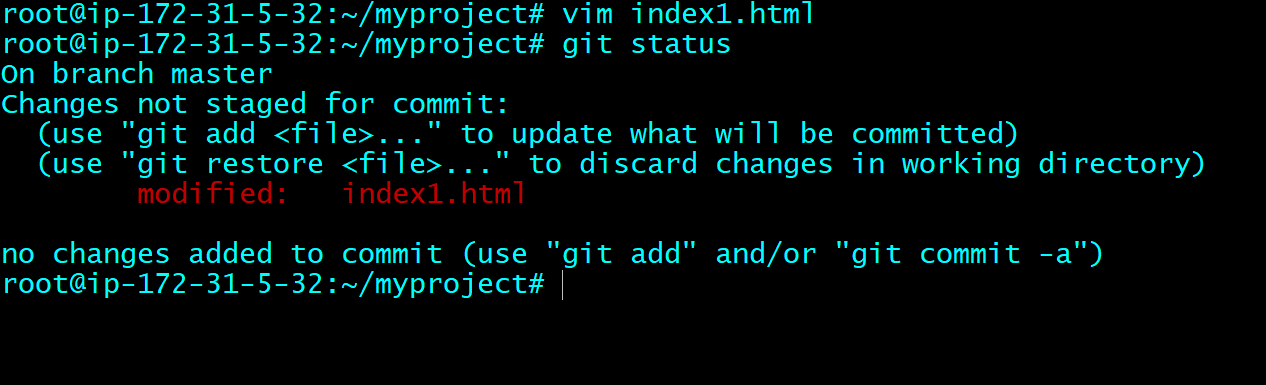 root@ip-172-31-5-32:~/myproject# vim index1.html
root@ip-172-31-5-32:~/myproject# git status
On branch master
Changes not staged for commit:
  (use "git add <file>..." to update what will be committed)
  (use "git restore <file>..." to discard changes in working directory)
        modified:   index1.html

no changes added to commit (use "git add" and/or "git commit -a")
root@ip-172-31-5-32:~/myproject#